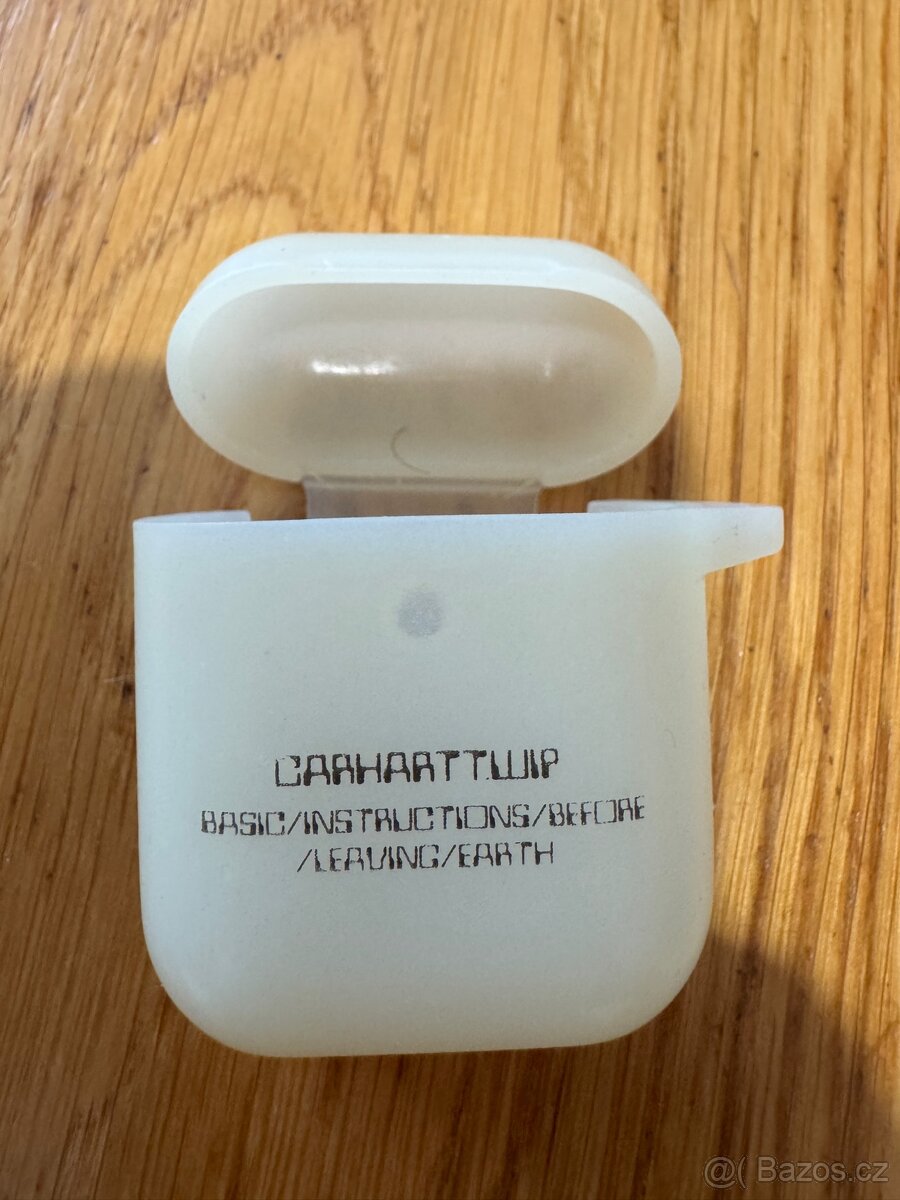 CARHARTT.WIP
BASIC/INSTRUCTIONS/BEFORE
/LEAVING/EARTH
@( Bazos.cz